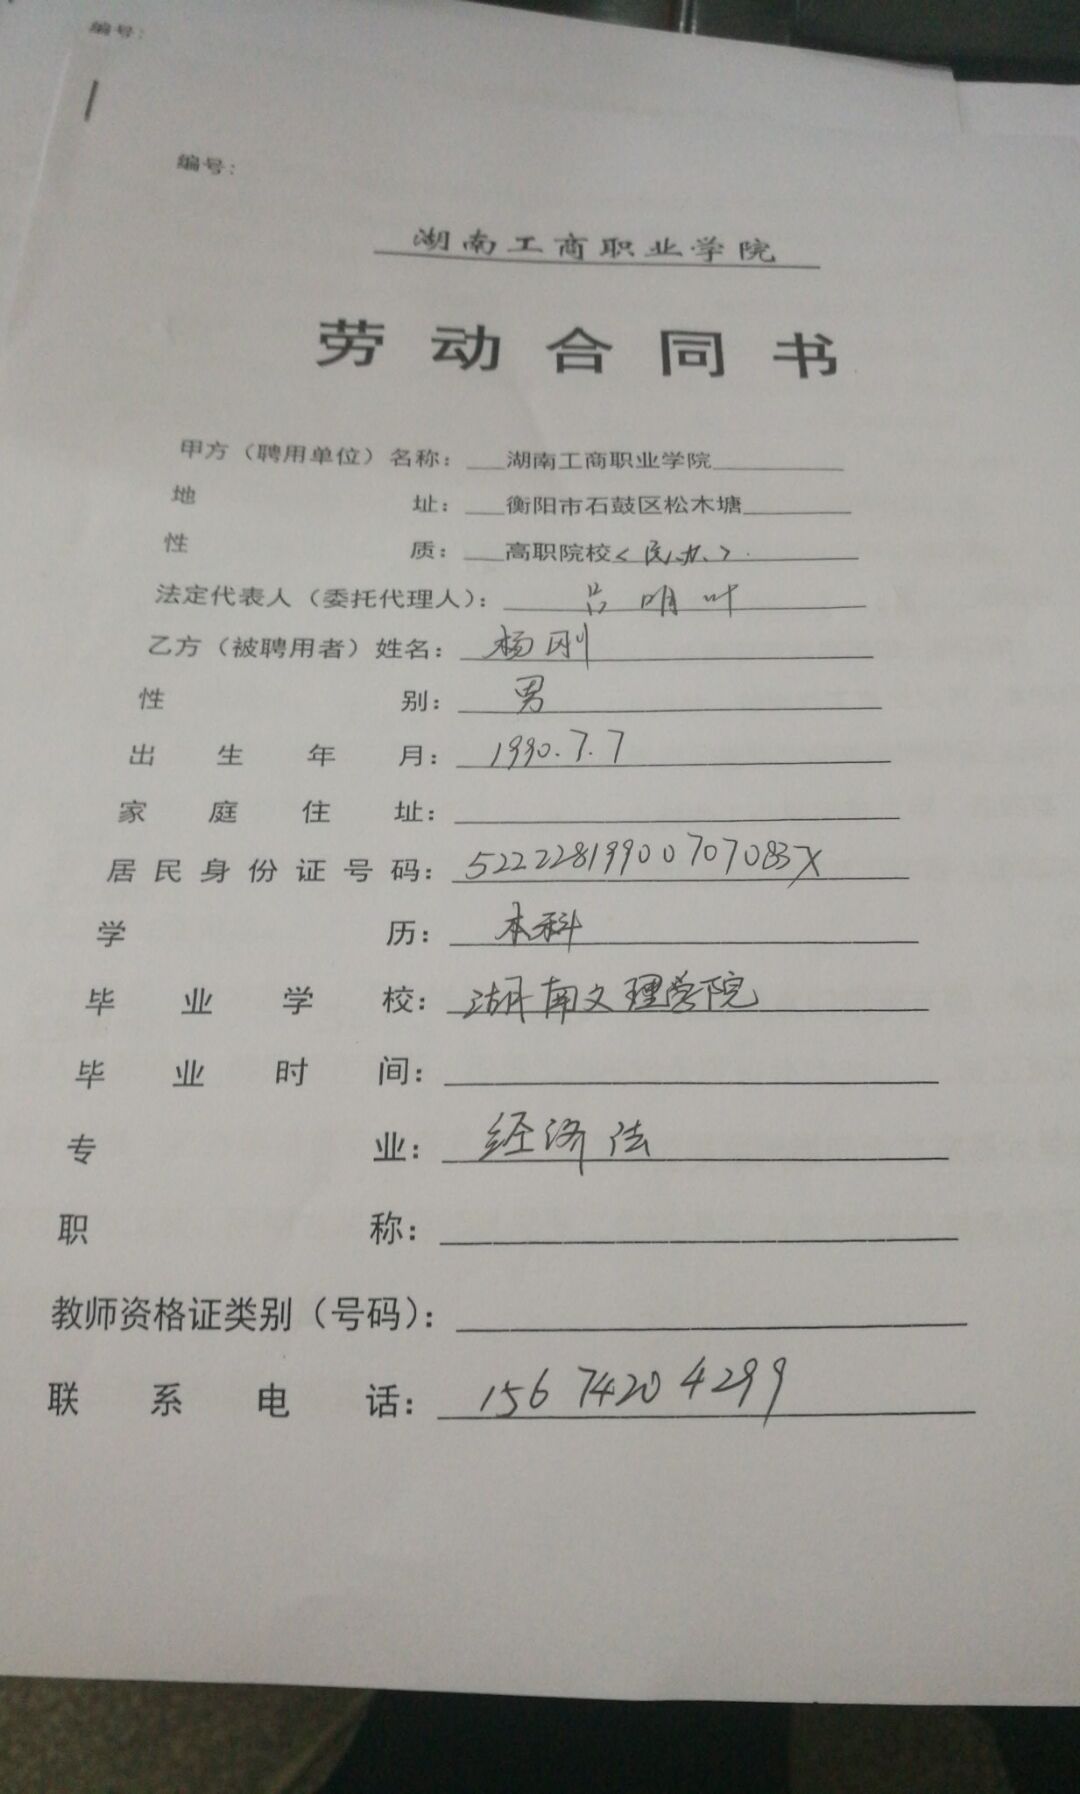 编号:
编号:
湖南工商职业学院
劳动合同书
甲方（聘用单位）名称: 湖南工商职业学院
地址: 衡阳市石鼓区松木塘
性质: 高职院校<民办>
法定代表人（委托代理人）: 吕明叶
乙方（被聘用者）姓名: 杨刚
性别: 男
出生年月: 1990.7.7
家庭住址:
居民身份证号码: 52222819900707083X
学历: 本科
毕业学校: 湖南文理学院
毕业时间:
专业: 经济法
职称:
教师资格证类别（号码）:
联系电话: 15674204299